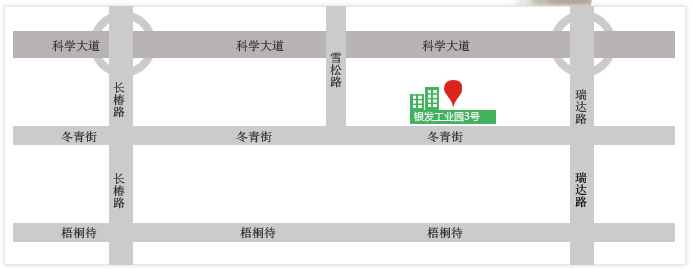 科学大道
科学大道
科学大道
长椿路
雪松路
瑞达路
银发工业园3号
冬青街
冬青街
冬青街
长椿路
瑞达路
梧桐待
梧桐待
梧桐待